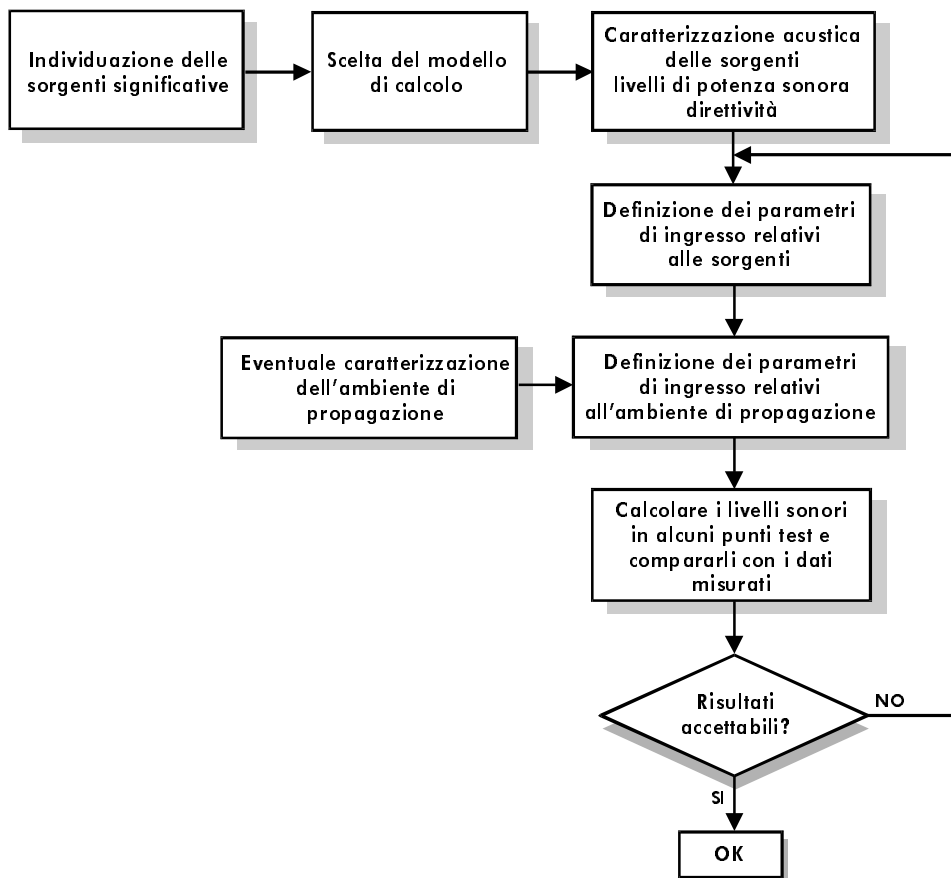 Individuazione delle
sorgenti significative
Scelta del modello
di calcolo
Caratterizzazione acustica
delle sorgenti
livelli di potenza sonora
direttività
Definizione dei parametri
di ingresso relativi
alle sorgenti
Eventuale caratterizzazione
dell'ambiente di
propagazione
Definizione dei parametri
di ingresso relativi
all'ambiente di propagazione
Calcolare i livelli sonori
in alcuni punti test e
compararli con i dati
misurati
Risultati
accettabili?
NO
SI
OK